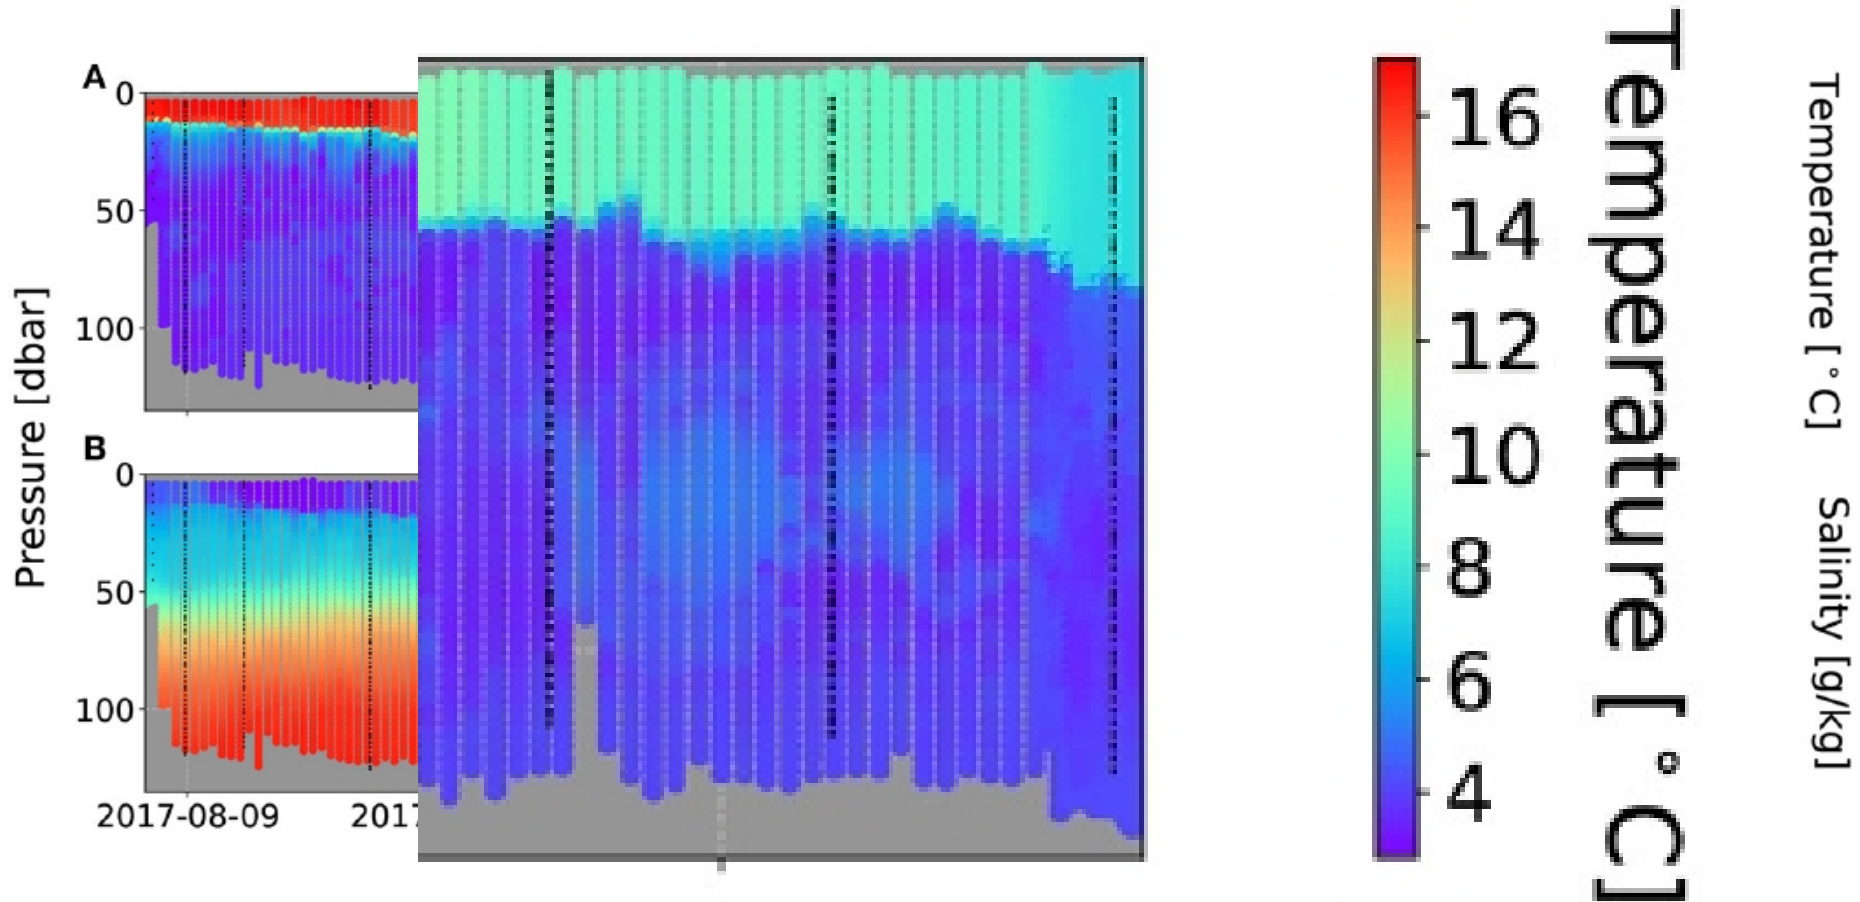 A
0
50
100
Pressure [dbar]
B
0
50
100
2017-08-09
2017
16
14
12
10
8
6
4
Temperature [°C]
Temperature [°C]
Salinity [g/kg]